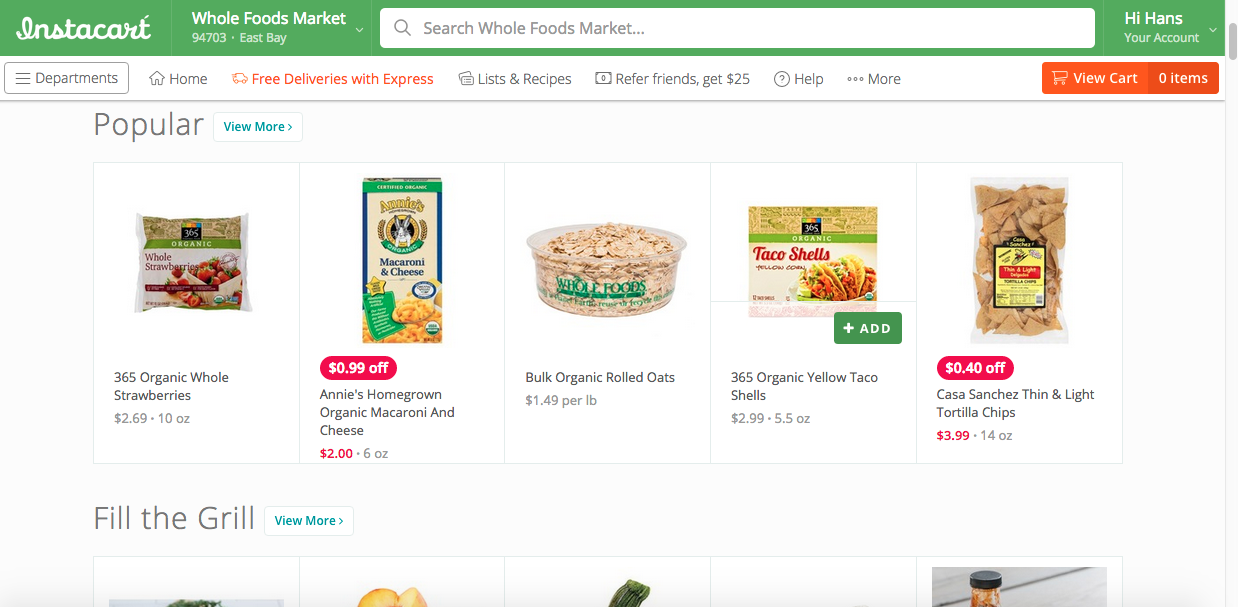 Instacart
Whole Foods Market
94703 · East Bay
Search Whole Foods Market...
Hi Hans
Your Account
Departments
Home
Free Deliveries with Express
Lists & Recipes
Refer friends, get $25
Help
More
View Cart
0 items
Popular
View More ›
365
ORGANIC
Whole
Strawberries
CERTIFIED ORGANIC
Annie's
HOMEGROWN
ORGANIC
Macaroni
& Cheese
WHOLE FOODS
365
ORGANIC
Taco Shells
YELLOW CORN
Casa
Sanchez
Thin & Light
TORTILLA CHIPS
+ ADD
365 Organic Whole
Strawberries
$2.69 · 10 oz
$0.99 off
Annie's Homegrown
Organic Macaroni And
Cheese
$2.00 · 6 oz
Bulk Organic Rolled Oats
$1.49 per lb
365 Organic Yellow Taco
Shells
$2.99 · 5.5 oz
$0.40 off
Casa Sanchez Thin & Light
Tortilla Chips
$3.99 · 14 oz
Fill the Grill
View More ›